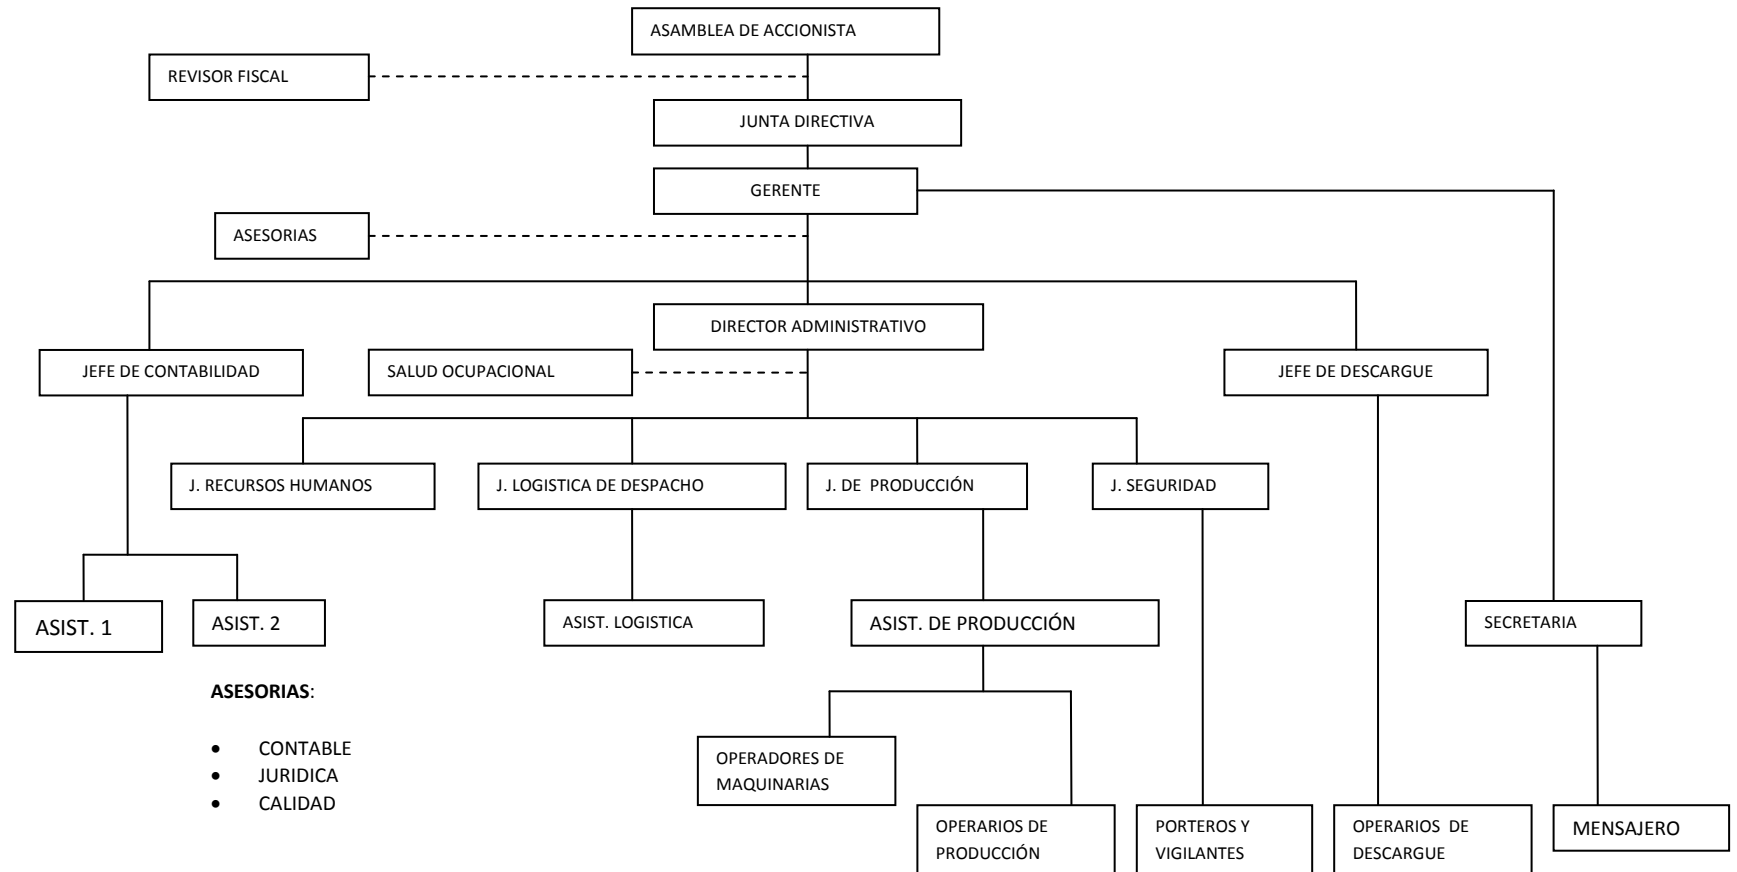 ASAMBLEA DE ACCIONISTA
REVISOR FISCAL
JUNTA DIRECTIVA
GERENTE
ASESORIAS
DIRECTOR ADMINISTRATIVO
JEFE DE CONTABILIDAD
SALUD OCUPACIONAL
JEFE DE DESCARGUE
J. RECURSOS HUMANOS
J. LOGISTICA DE DESPACHO
J. DE PRODUCCIÓN
J. SEGURIDAD
ASIST. 1
ASIST. 2
ASIST. LOGISTICA
ASIST. DE PRODUCCIÓN
SECRETARIA
ASESORIAS:
• CONTABLE
• JURIDICA
• CALIDAD
OPERADORES DE
MAQUINARIAS
OPERARIOS DE
PRODUCCIÓN
PORTEROS Y
VIGILANTES
OPERARIOS DE
DESCARGUE
MENSAJERO